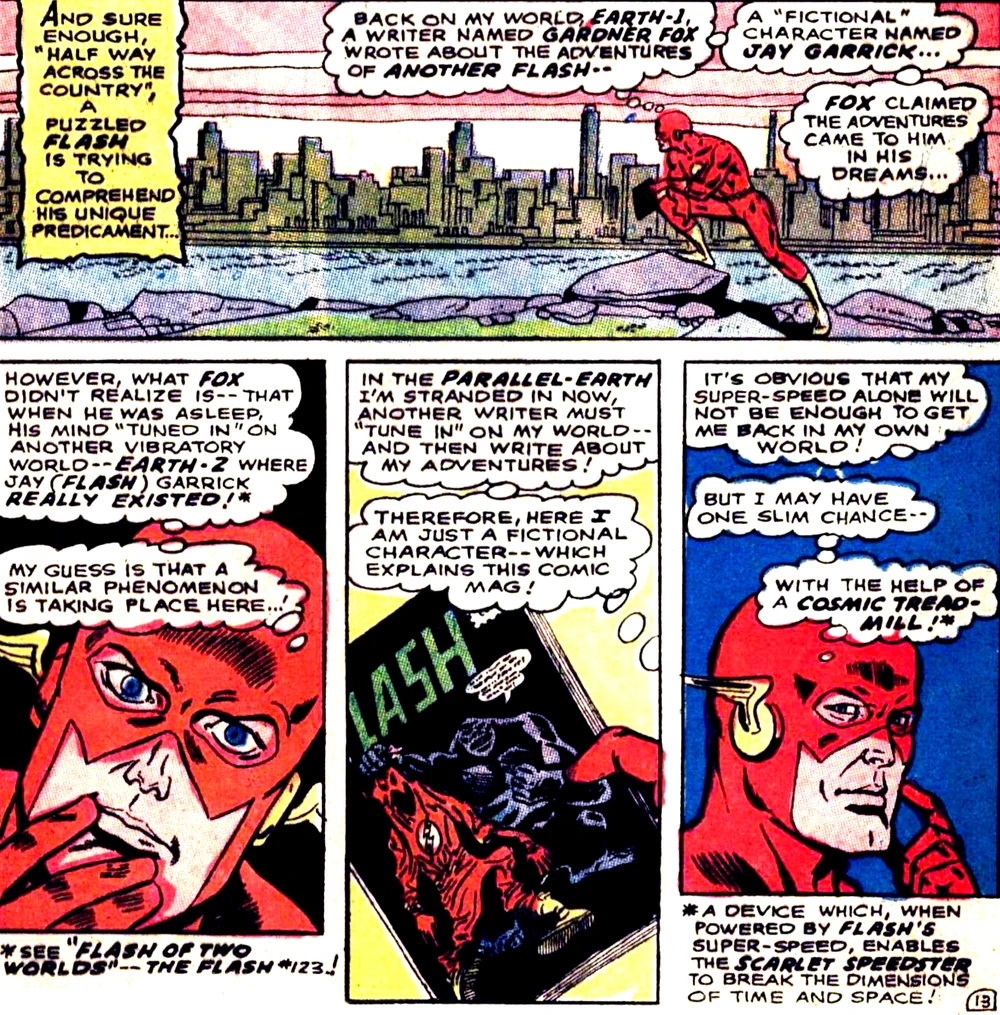 AND SURE
ENOUGH,
"HALF WAY
ACROSS THE
COUNTRY",
A
PUZZLED
FLASH
IS TRYING
TO
COMPREHEND
HIS UNIQUE
PREDICAMENT...
BACK ON MY WORLD, EARTH-1,
A WRITER NAMED GARDNER FOX
WROTE ABOUT THE ADVENTURES
OF ANOTHER FLASH--
A "FICTIONAL"
CHARACTER NAMED
JAY GARRICK...
FOX CLAIMED
THE ADVENTURES
CAME TO HIM
IN HIS
DREAMS...
HOWEVER, WHAT FOX
DIDN'T REALIZE IS--THAT
WHEN HE WAS ASLEEP,
HIS MIND "TUNED IN" ON
ANOTHER VIBRATORY
WORLD--EARTH-2 WHERE
JAY (FLASH) GARRICK
REALLY EXISTED!*
MY GUESS IS THAT A
SIMILAR PHENOMENON
IS TAKING PLACE HERE...!
*SEE "FLASH OF TWO
WORLDS"--THE FLASH #123!
IN THE PARALLEL-EARTH
I'M STRANDED IN NOW,
ANOTHER WRITER MUST
"TUNE IN" ON MY WORLD--
AND THEN WRITE ABOUT
MY ADVENTURES!
THEREFORE, HERE I
AM JUST A FICTIONAL
CHARACTER--WHICH
EXPLAINS THIS COMIC
MAG!
LASH
IT'S OBVIOUS THAT MY
SUPER-SPEED ALONE WILL
NOT BE ENOUGH TO GET
ME BACK IN MY OWN
WORLD!
BUT I MAY HAVE
ONE SLIM CHANCE--
WITH THE HELP OF
A COSMIC TREAD-
MILL!*
*A DEVICE WHICH, WHEN
POWERED BY FLASH'S
SUPER-SPEED, ENABLES
THE SCARLET SPEEDSTER
TO BREAK THE DIMENSIONS
OF TIME AND SPACE!
13